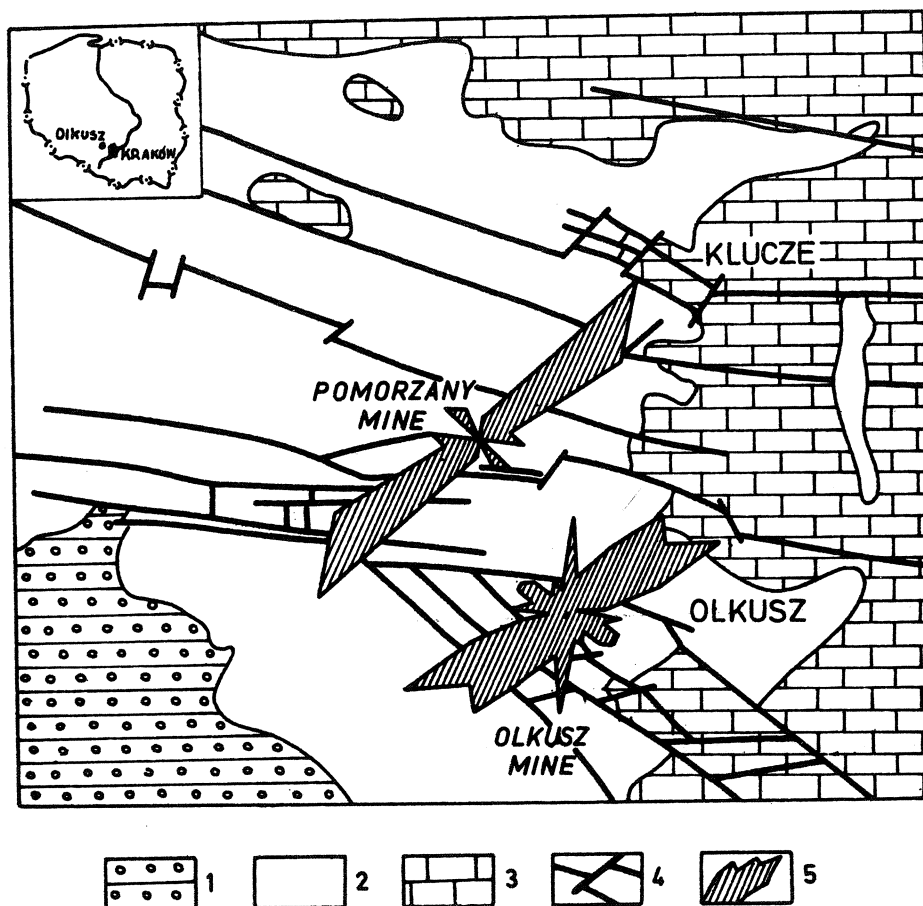 OLKUSZ
KRAKÓW
KLUCZE
POMORZANY
MINE
OLKUSZ
OLKUSZ
MINE
1 2 3 4 5